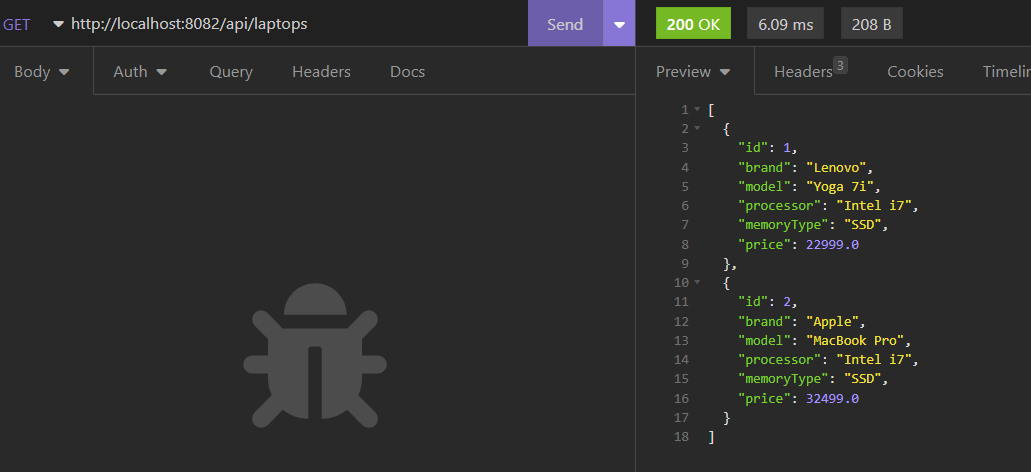 GET http://localhost:8082/api/laptops Send 200 OK 6.09 ms 208 B
Body Auth Query Headers Docs Preview Headers 3 Cookies Timelin
1 [
2 {
3 "id": 1,
4 "brand": "Lenovo",
5 "model": "Yoga 7i",
6 "processor": "Intel i7",
7 "memoryType": "SSD",
8 "price": 22999.0
9 },
10 {
11 "id": 2,
12 "brand": "Apple",
13 "model": "MacBook Pro",
14 "processor": "Intel i7",
15 "memoryType": "SSD",
16 "price": 32499.0
17 }
18 ]